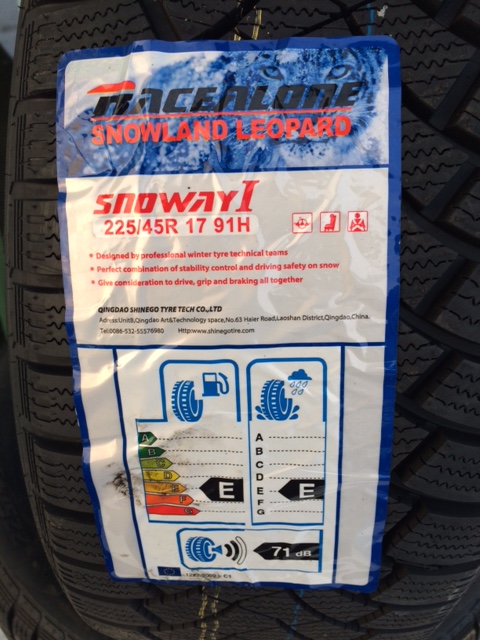 RACEALONE
SNOWLAND LEOPARD
SNOWAY I
225/45R 17 91H
• Designed by professional winter tyre technical teams
• Perfect combination of stability control and driving safety on snow
• Give consideration to drive, grip and braking all together
QINGDAO SHINEGO TYRE TECH CO.,LTD
Adress:Unit8,Qingdao Art&Technology space,No.63 Haier Road,Laoshan District,Qingdao,China.
Tel:0086-532-55576980 Http:www.shinegotire.com
A
B
C
D
E
F
G
E
A
B
C
D
E
F
G
E
71 dB